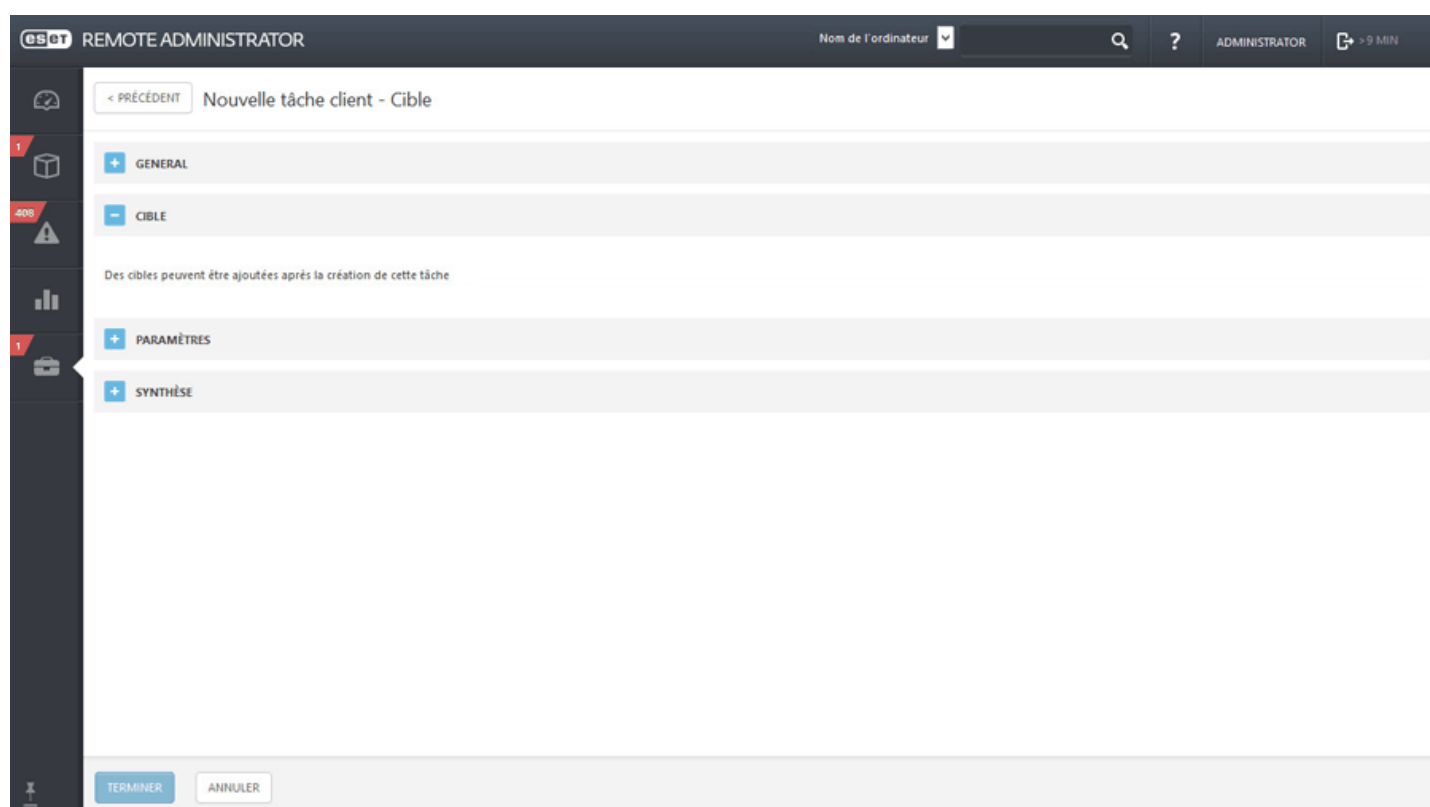 eset REMOTE ADMINISTRATOR
Nom de l'ordinateur
?
ADMINISTRATOR
>9 MIN
< PRÉCÉDENT
Nouvelle tâche client - Cible
1
+ GENERAL
408
- CIBLE
Des cibles peuvent être ajoutées après la création de cette tâche
1
+ PARAMÈTRES
+ SYNTHÈSE
TERMINER
ANNULER